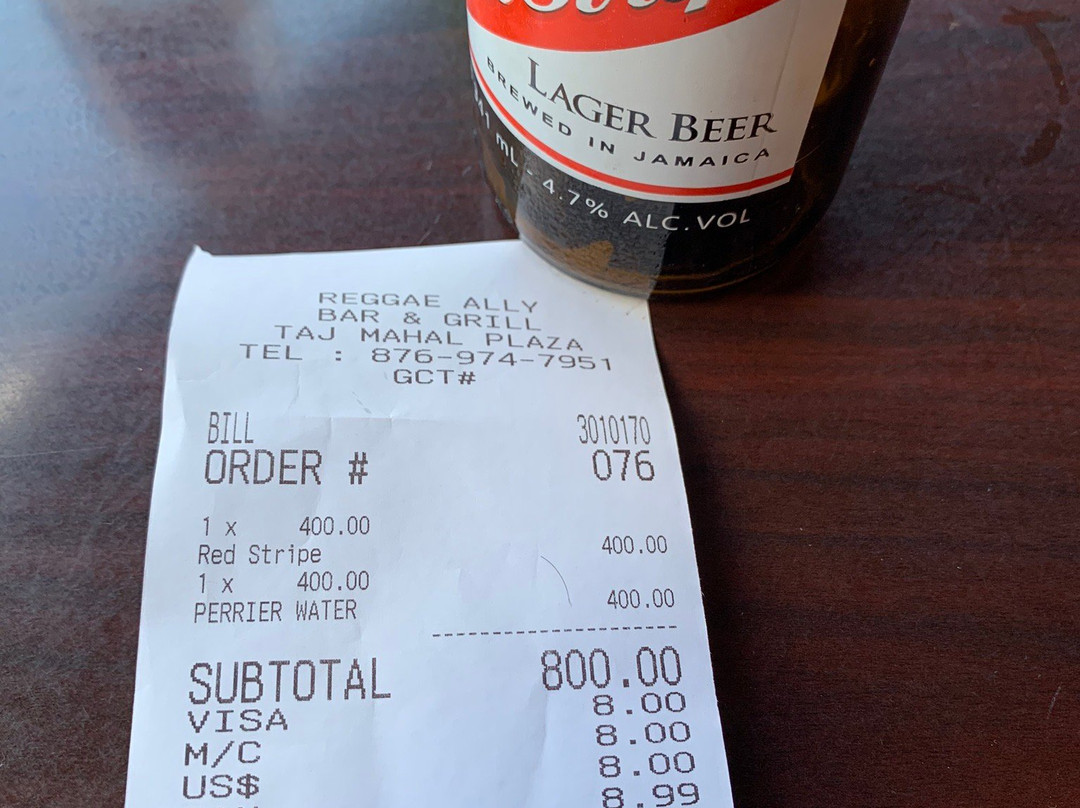 LAGER BEER
BREWED IN JAMAICA
mL - 4.7% ALC.VOL
REGGAE ALLY
BAR & GRILL
TAJ MAHAL PLAZA
TEL : 876-974-7951
GCT#
BILL 3010170
ORDER # 076
1 x 400.00
Red Stripe 400.00
1 x 400.00
PERRIER WATER 400.00
SUBTOTAL 800.00
VISA 8.00
M/C 8.00
US$ 8.00
8.99